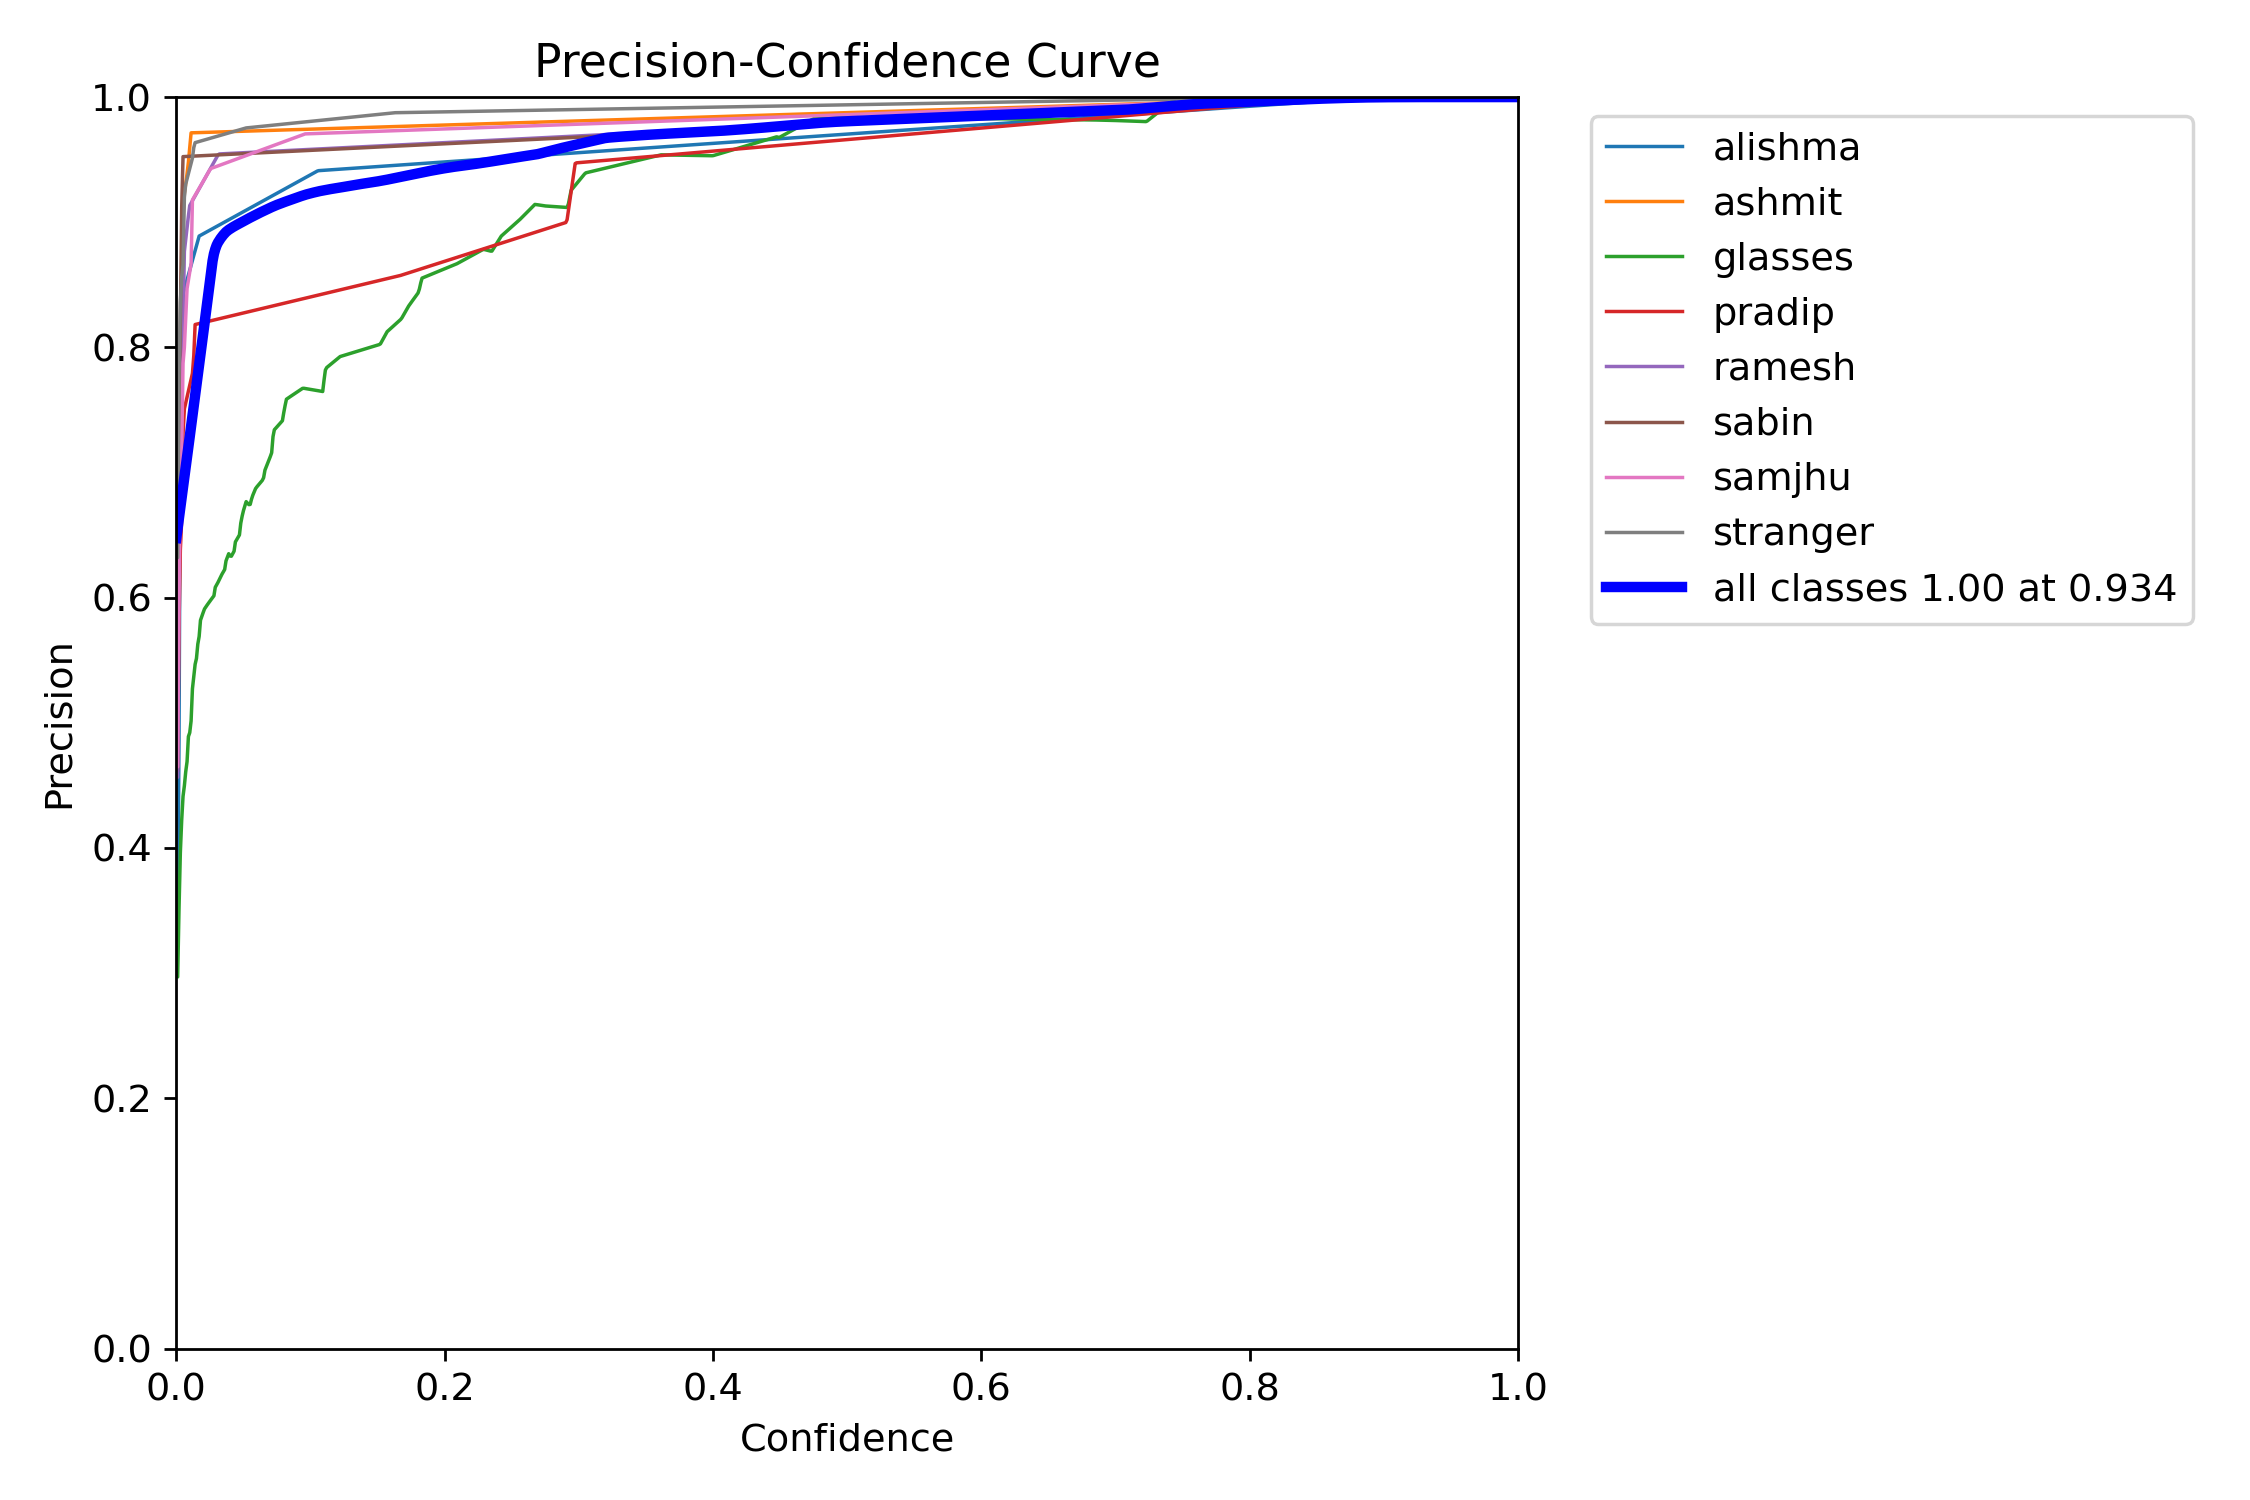 Precision-Confidence Curve
1.0
0.8
0.6
0.4
0.2
0.0
Precision
0.0 0.2 0.4 0.6 0.8 1.0
Confidence
alishma
ashmit
glasses
pradip
ramesh
sabin
samjhu
stranger
all classes 1.00 at 0.934